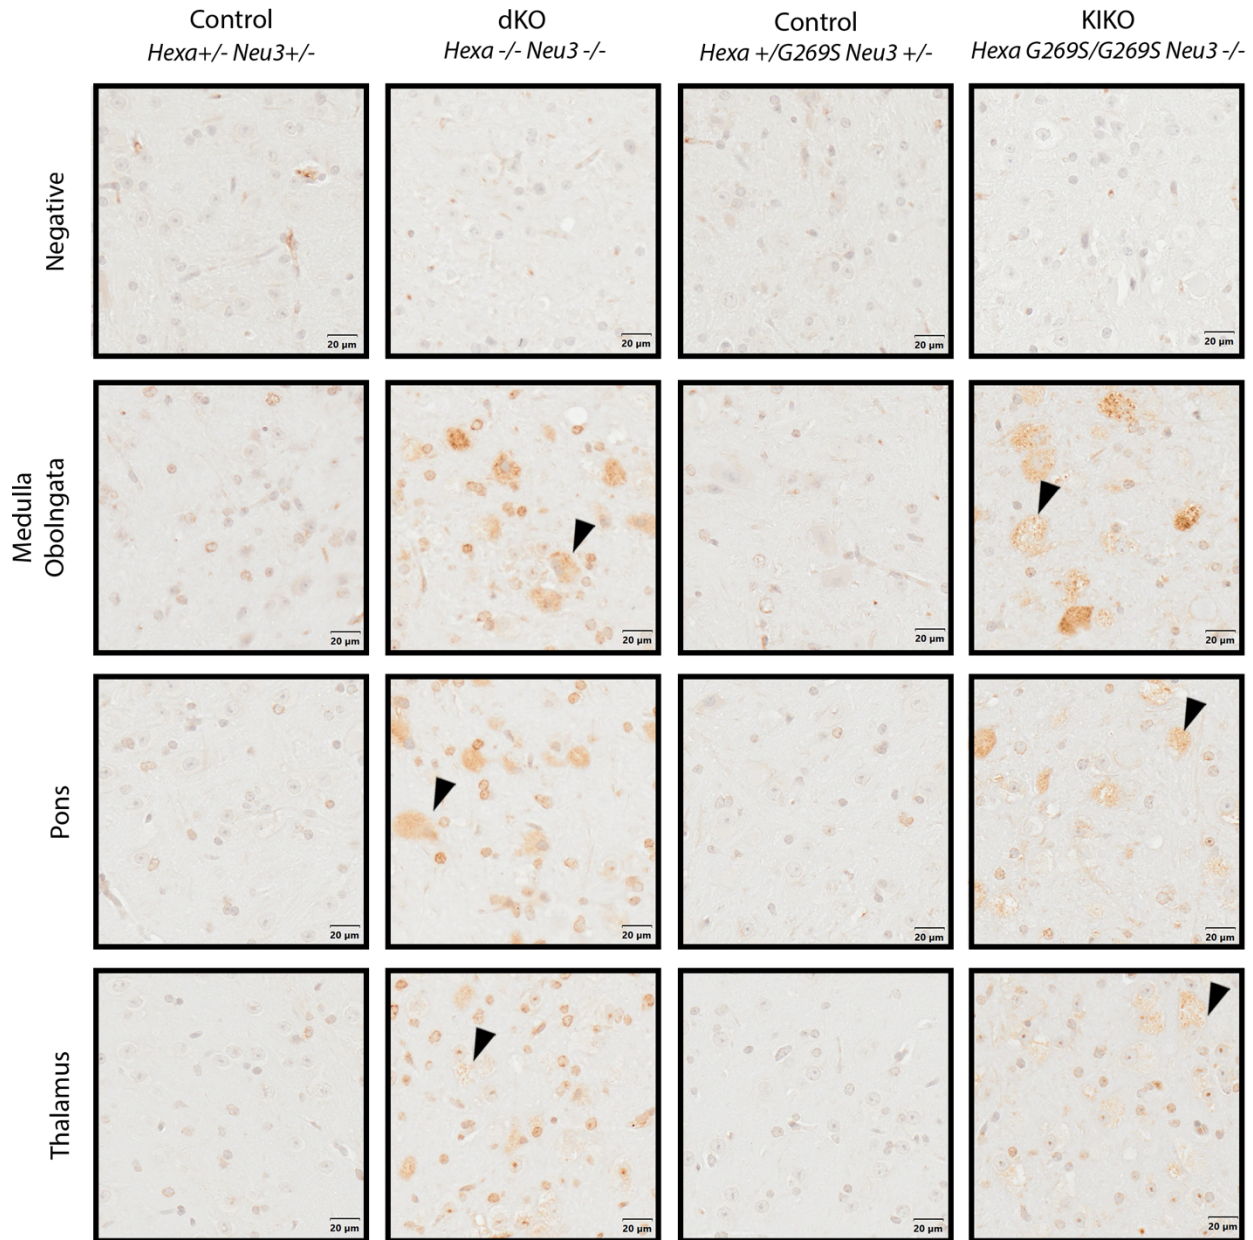 Control
dKO
Control
KIKO
Hexa+/- Neu3+/-
Hexa -/- Neu3 -/-
Hexa +/G269S Neu3 +/-
Hexa G269S/G269S Neu3 -/-
Negative
20 µm
20 µm
20 µm
20 µm
Medulla
Obolngata
20 µm
20 µm
20 µm
20 µm
Pons
20 µm
20 µm
20 µm
20 µm
Thalamus
20 µm
20 µm
20 µm
20 µm